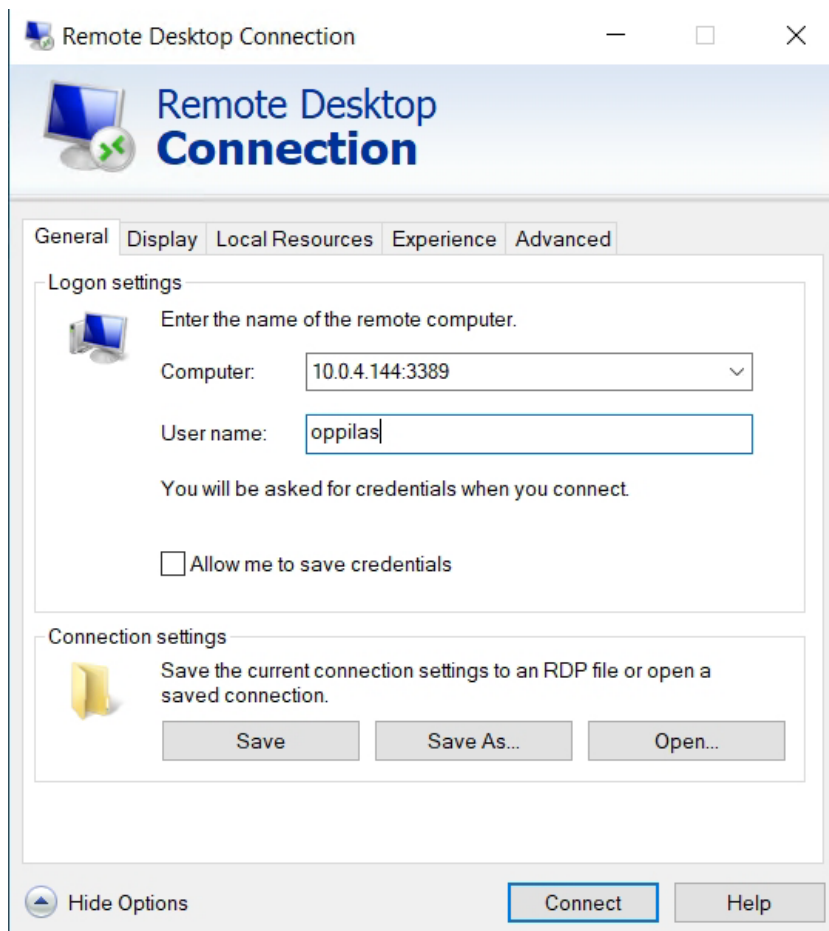 Remote Desktop Connection
Remote Desktop
Connection
General Display Local Resources Experience Advanced
Logon settings
Enter the name of the remote computer.
Computer: 10.0.4.144:3389
User name: oppilas
You will be asked for credentials when you connect.
Allow me to save credentials
Connection settings
Save the current connection settings to an RDP file or open a
saved connection.
Save Save As... Open...
Hide Options Connect Help